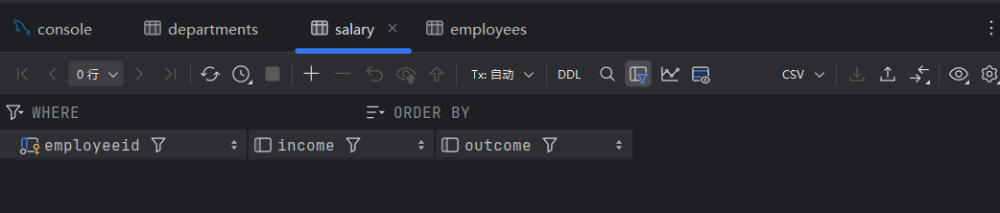 console departments salary employees
0 行 Tx: 自动 DDL CSV
WHERE ORDER BY
employeeid income outcome